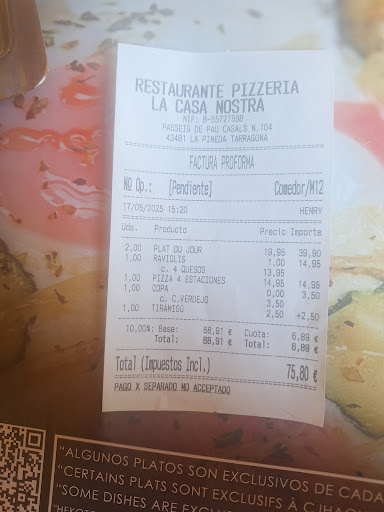 RESTAURANTE PIZZERIA
LA CASA NOSTRA
NIF: B-55727598
PASSEIG DE PAU CASALS N.104
43481 LA PINEDA TARRAGONA
FACTURA PROFORMA
Nº Op.: [Pendiente] Comedor/M12
17/05/2025 15:20 HENRY
Uds. Producto Precio Importe
2,00 PLAT DU JOUR 19,95 39,90
1,00 RAVIOLIS 1,00 14,95
c. 4 QUESOS 13,95
1,00 PIZZA 4 ESTACIONES 14,95 14,95
1,00 COPA 0,00 3,50
c. C.VERDEJO 3,50
1,00 TIRAMISO 2,50 +2,50
10,00%: Base: 68,91 € Cuota: 6,89 €
Total: 68,91 € Total: 6,89 €
Total (Impuestos Incl.) 75,80 €
PAGO X SEPARADO NO ACCEPTADO
"ALGUNOS PLATOS SON EXCLUSIVOS DE CADA
"CERTAINS PLATS SONT EXCLUSIFS À
"SOME DISHES ARE